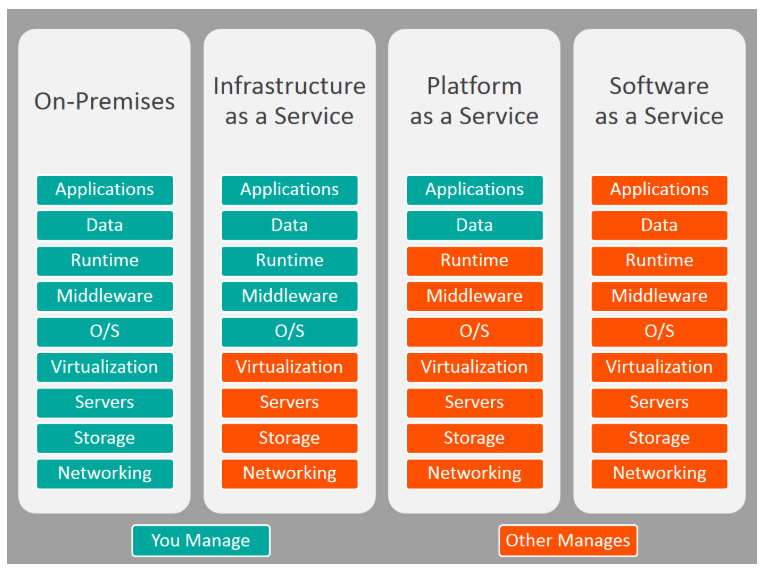 On-Premises
Applications
Data
Runtime
Middleware
O/S
Virtualization
Servers
Storage
Networking
Infrastructure
as a Service
Applications
Data
Runtime
Middleware
O/S
Virtualization
Servers
Storage
Networking
Platform
as a Service
Applications
Data
Runtime
Middleware
O/S
Virtualization
Servers
Storage
Networking
Software
as a Service
Applications
Data
Runtime
Middleware
O/S
Virtualization
Servers
Storage
Networking
You Manage
Other Manages